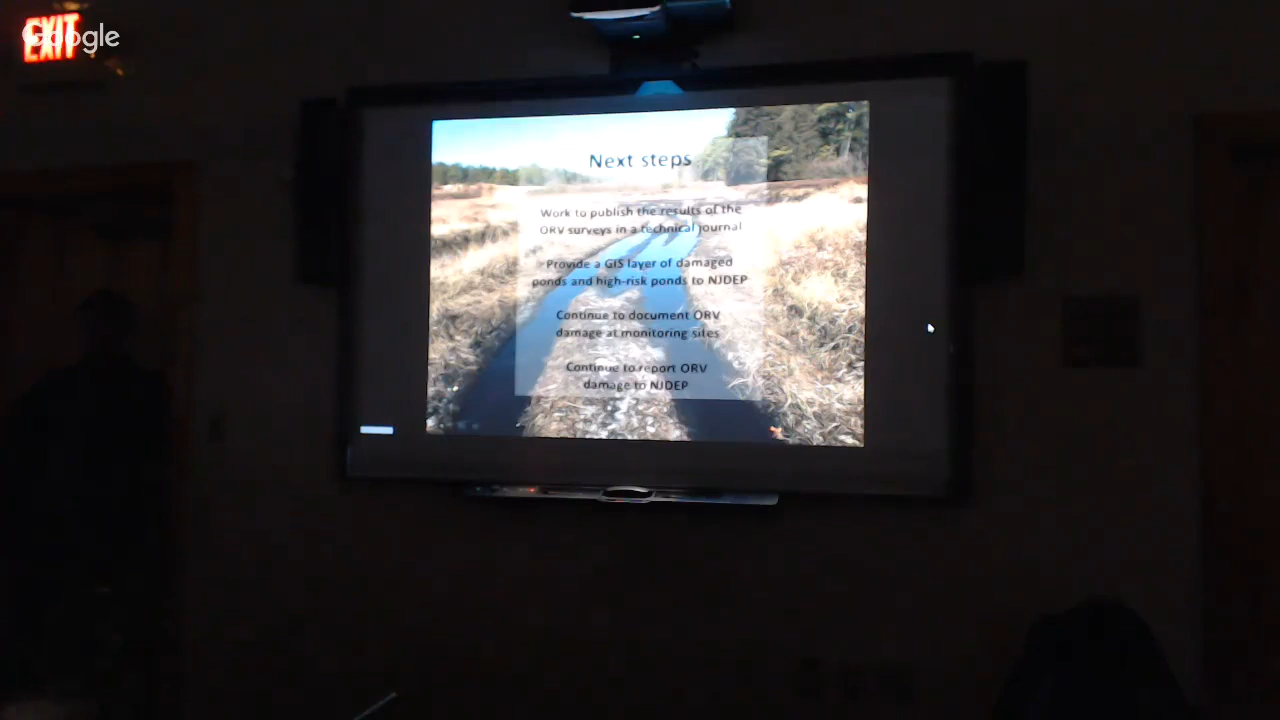 EXIT
Google
Next steps
Work to publish the results of the
ORV surveys in a technical journal
Provide a GIS layer of damaged
ponds and high-risk ponds to NJDEP
Continue to document ORV
damage at monitoring sites
Continue to report ORV
damage to NJDEP